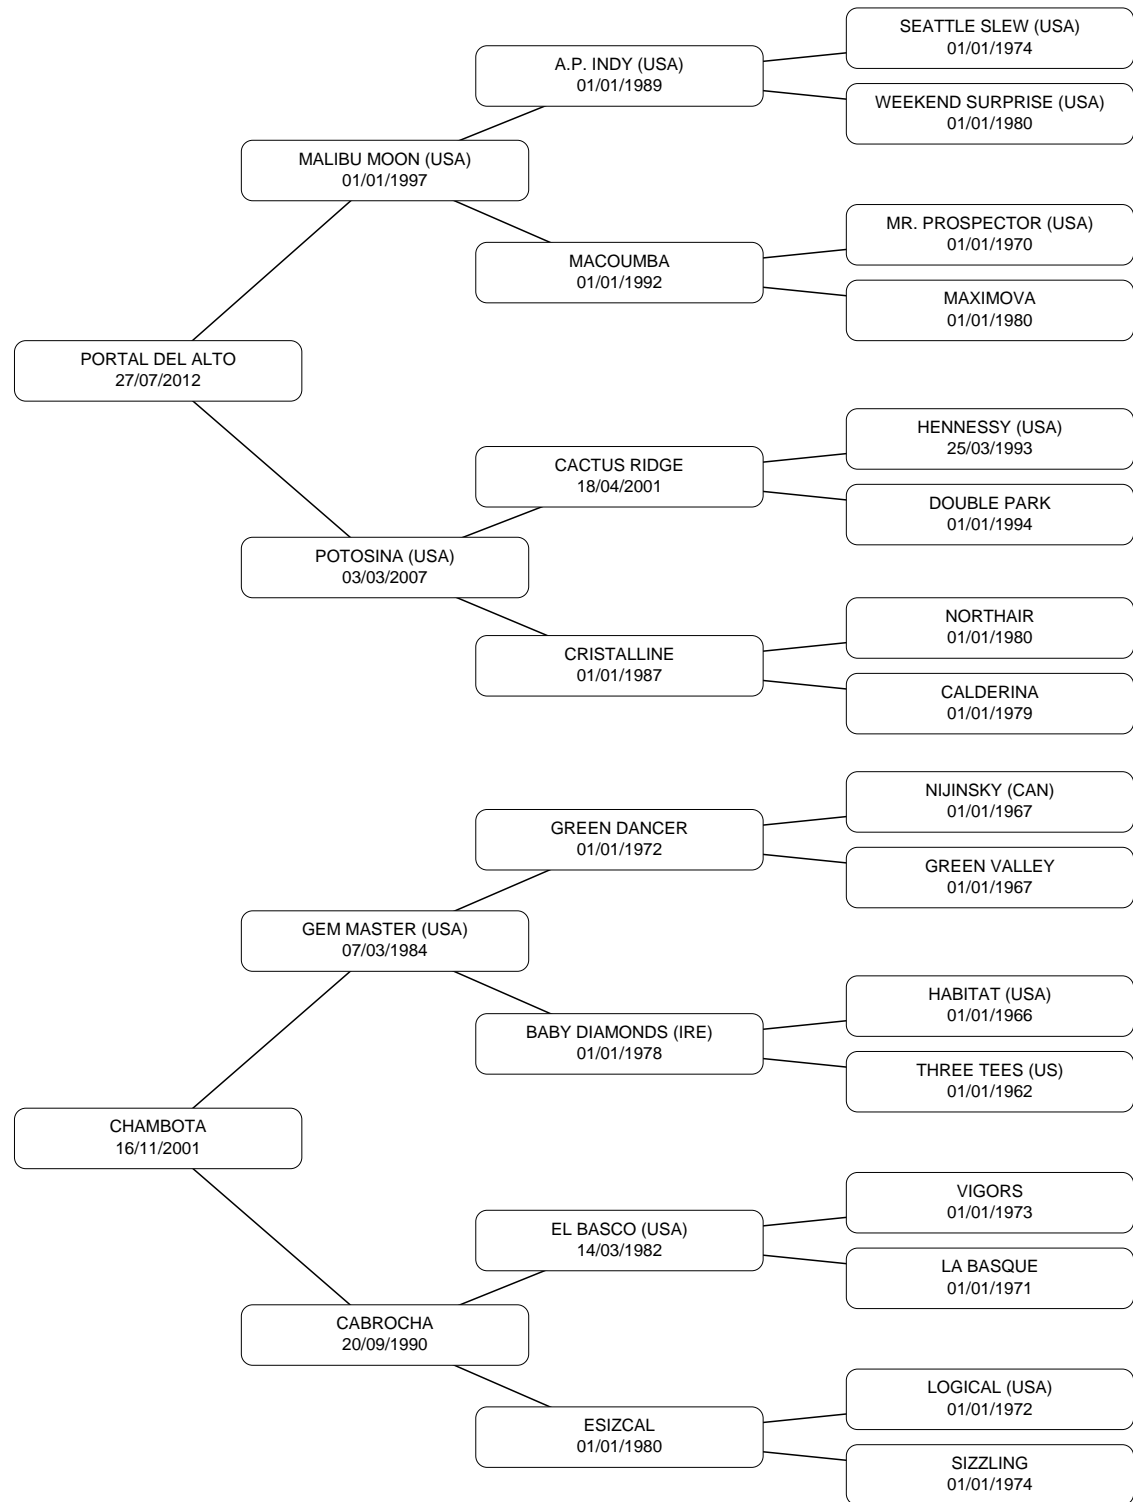 SEATTLE SLEW (USA)
01/01/1974
A.P. INDY (USA)
01/01/1989
WEEKEND SURPRISE (USA)
01/01/1980
MALIBU MOON (USA)
01/01/1997
MR. PROSPECTOR (USA)
01/01/1970
MACOUMBA
01/01/1992
MAXIMOVA
01/01/1980
PORTAL DEL ALTO
27/07/2012
HENNESSY (USA)
25/03/1993
CACTUS RIDGE
18/04/2001
DOUBLE PARK
01/01/1994
POTOSINA (USA)
03/03/2007
NORTHAIR
01/01/1980
CRISTALLINE
01/01/1987
CALDERINA
01/01/1979
NIJINSKY (CAN)
01/01/1967
GREEN DANCER
01/01/1972
GREEN VALLEY
01/01/1967
GEM MASTER (USA)
07/03/1984
HABITAT (USA)
01/01/1966
BABY DIAMONDS (IRE)
01/01/1978
THREE TEES (US)
01/01/1962
CHAMBOTA
16/11/2001
VIGORS
01/01/1973
EL BASCO (USA)
14/03/1982
LA BASQUE
01/01/1971
CABROCHA
20/09/1990
LOGICAL (USA)
01/01/1972
ESIZCAL
01/01/1980
SIZZLING
01/01/1974